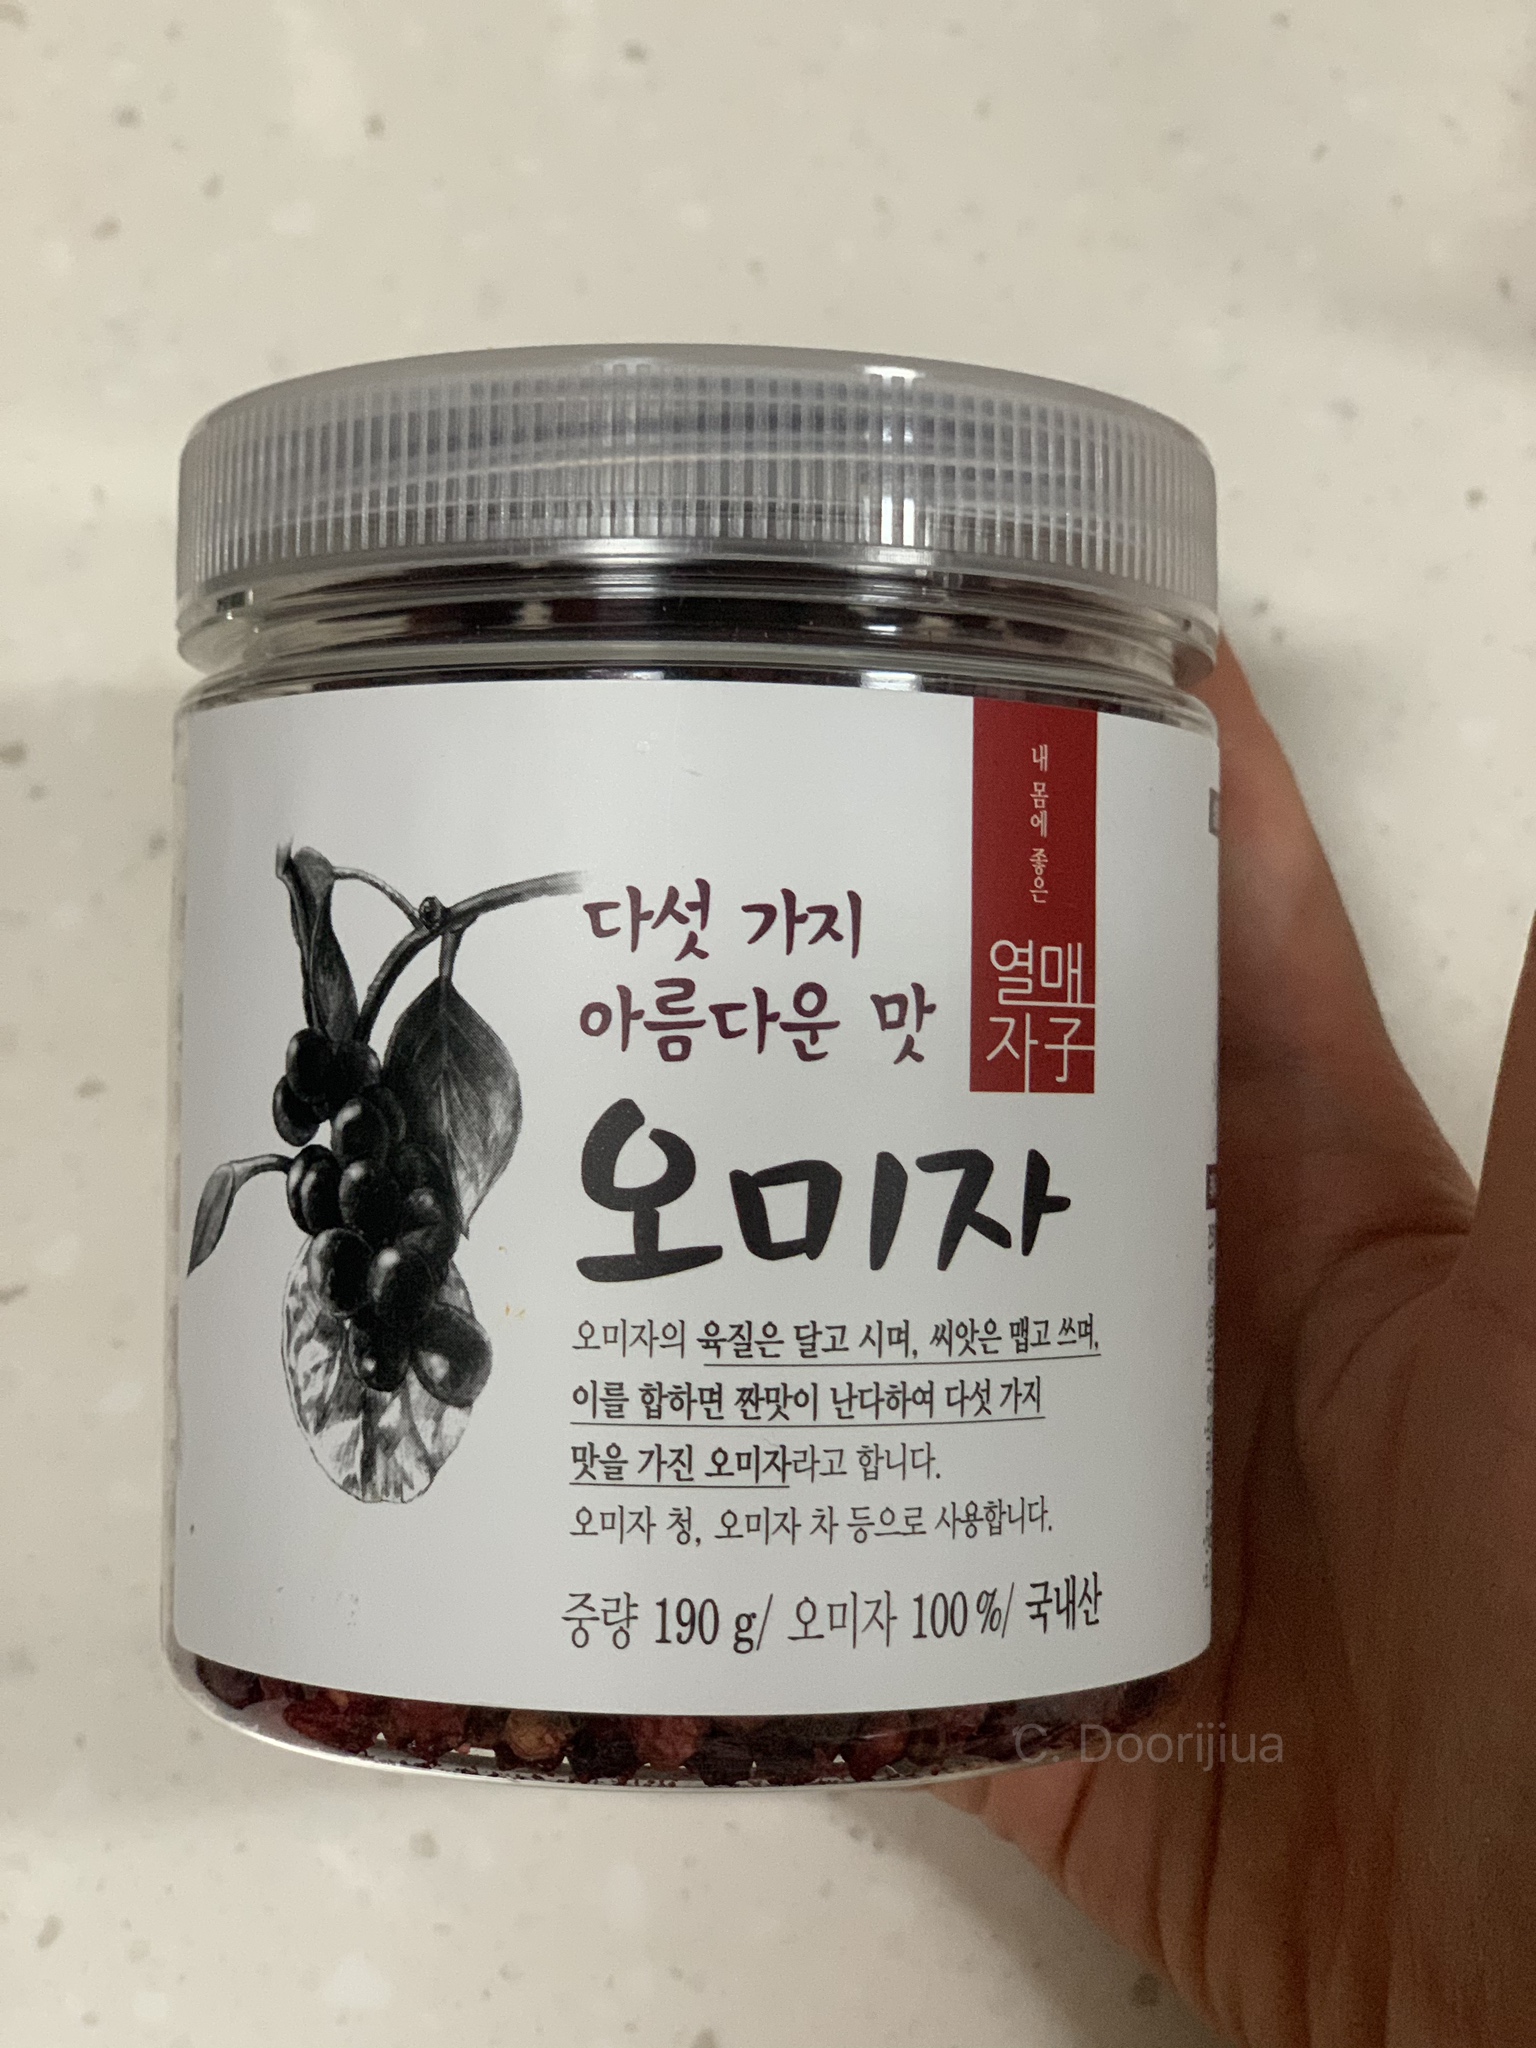 내 몸에 좋은
열매
자子
다섯 가지
아름다운 맛
오미자
오미자의 육질은 달고 시며, 씨앗은 맵고 쓰며,
이를 합하면 짠맛이 난다하여 다섯 가지
맛을 가진 오미자라고 합니다.
오미자 청, 오미자 차 등으로 사용합니다.
중량 190 g/ 오미자 100%/ 국내산
C. Doorijiua